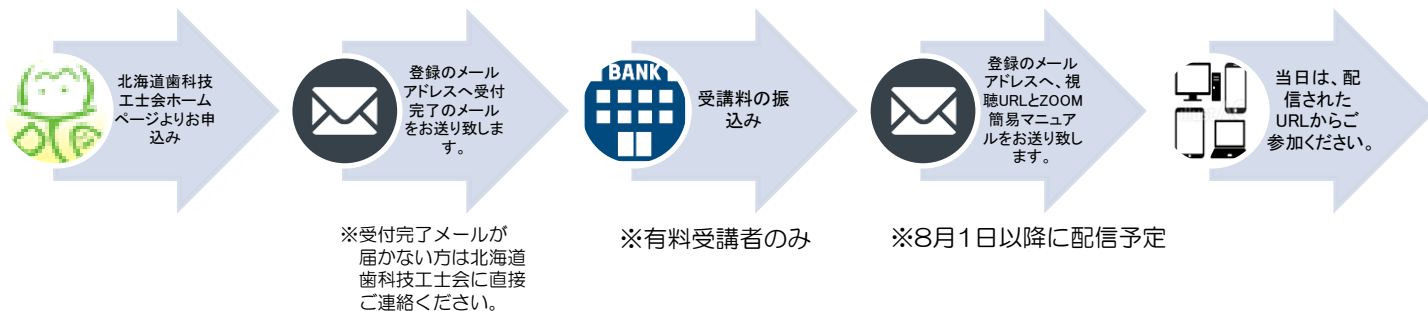 北海道歯科技
工士会ホーム
ページよりお申
込み
登録のメール
アドレスへ受付
完了のメール
をお送り致しま
す。
※受付完了メールが
届かない方は北海道
歯科技工士会に直接
ご連絡ください。
BANK
受講料の振
込み
※有料受講者のみ
登録のメール
アドレスへ、視
聴URLとZOOM
簡易マニュア
ルをお送り致し
ます。
※8月1日以降に配信予定
当日は、配
信された
URLからご
参加ください。